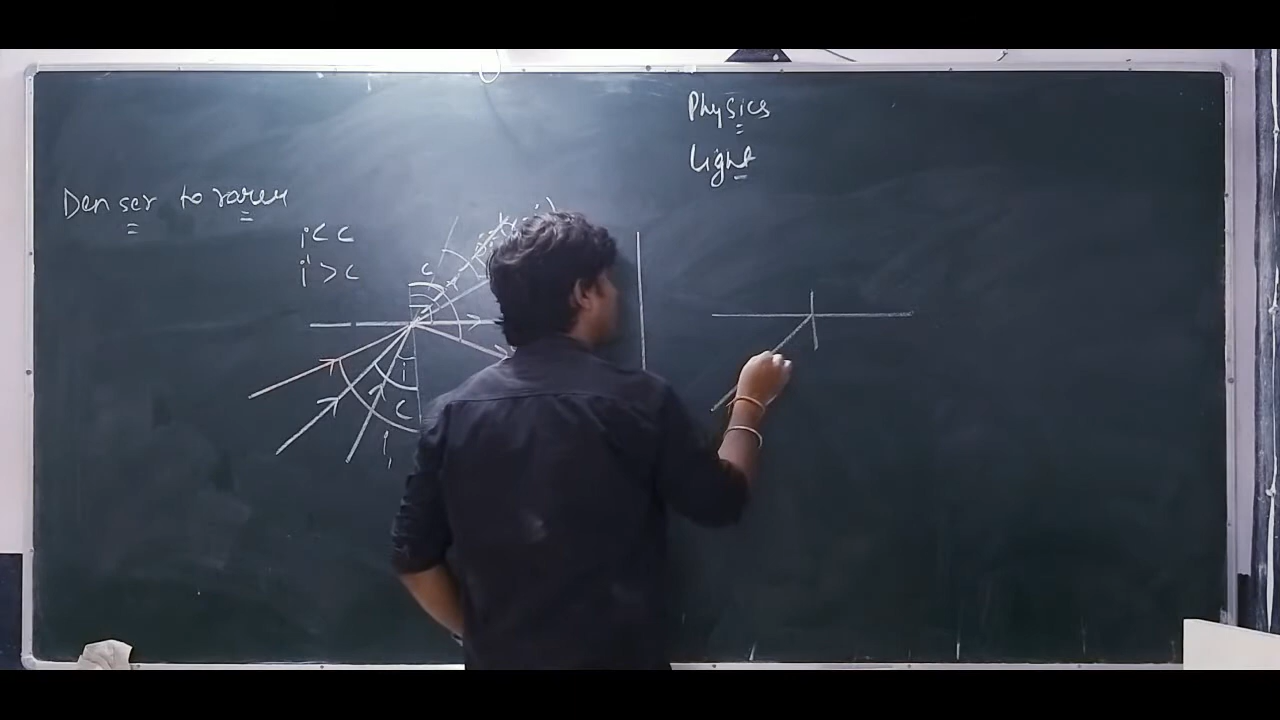 Physics
Light
Denser to rarer
i < c
i' > c
c
i
c
i